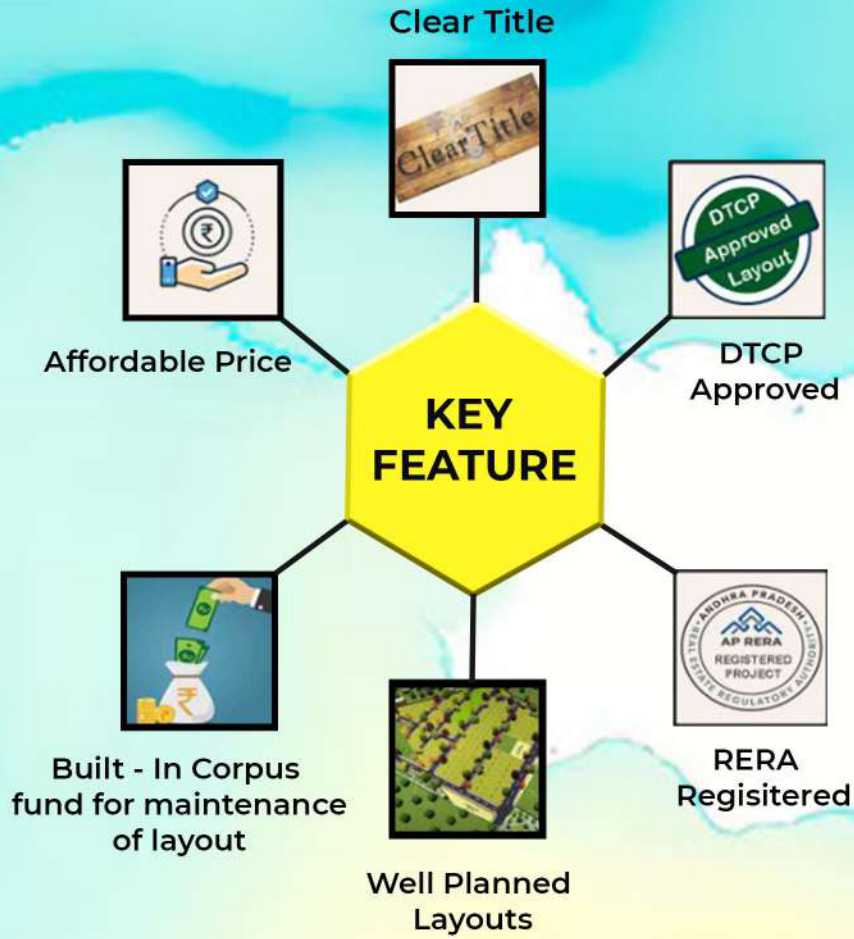 Clear Title
ClearTitle
Affordable Price
DTCP
Approved
Layout
DTCP
Approved
KEY
FEATURE
Built - In Corpus
fund for maintenance
of layout
Well Planned
Layouts
ANDHRA PRADESH
REAL ESTATE REGULATORY AUTHORITY
AP RERA
REGISTERED
PROJECT
RERA
Regisitered